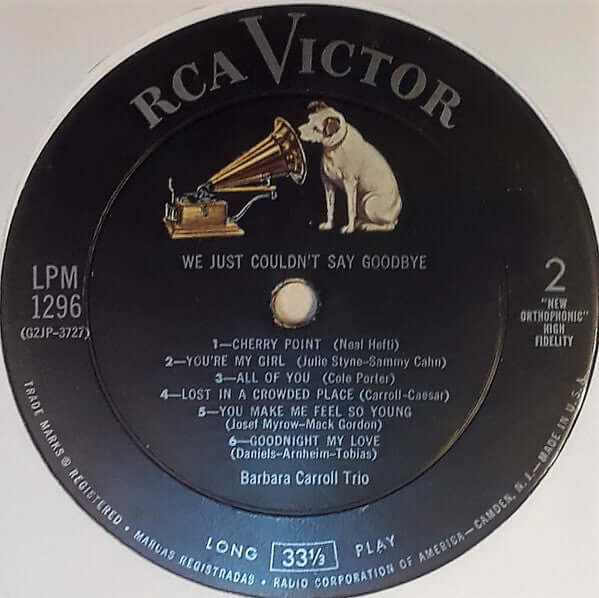 RCA VICTOR
WE JUST COULDN'T SAY GOODBYE
LPM
1296
(G2JP-3727)
2
"NEW
ORTHOPHONIC"
HIGH
FIDELITY
1—CHERRY POINT (Neal Hefti)
2—YOU'RE MY GIRL (Julie Styne-Sammy Cahn)
3—ALL OF YOU (Cole Porter)
4—LOST IN A CROWDED PLACE (Carroll-Caesar)
5—YOU MAKE ME FEEL SO YOUNG
(Josef Myrow-Mack Gordon)
6—GOODNIGHT MY LOVE
(Daniels-Arnheim-Tobias)
Barbara Carroll Trio
LONG 33⅓ PLAY
TRADE MARKS ® REGISTERED • MARCAS REGISTRADAS • RADIO CORPORATION OF AMERICA—CAMDEN, N. J.—MADE IN U.S.A.